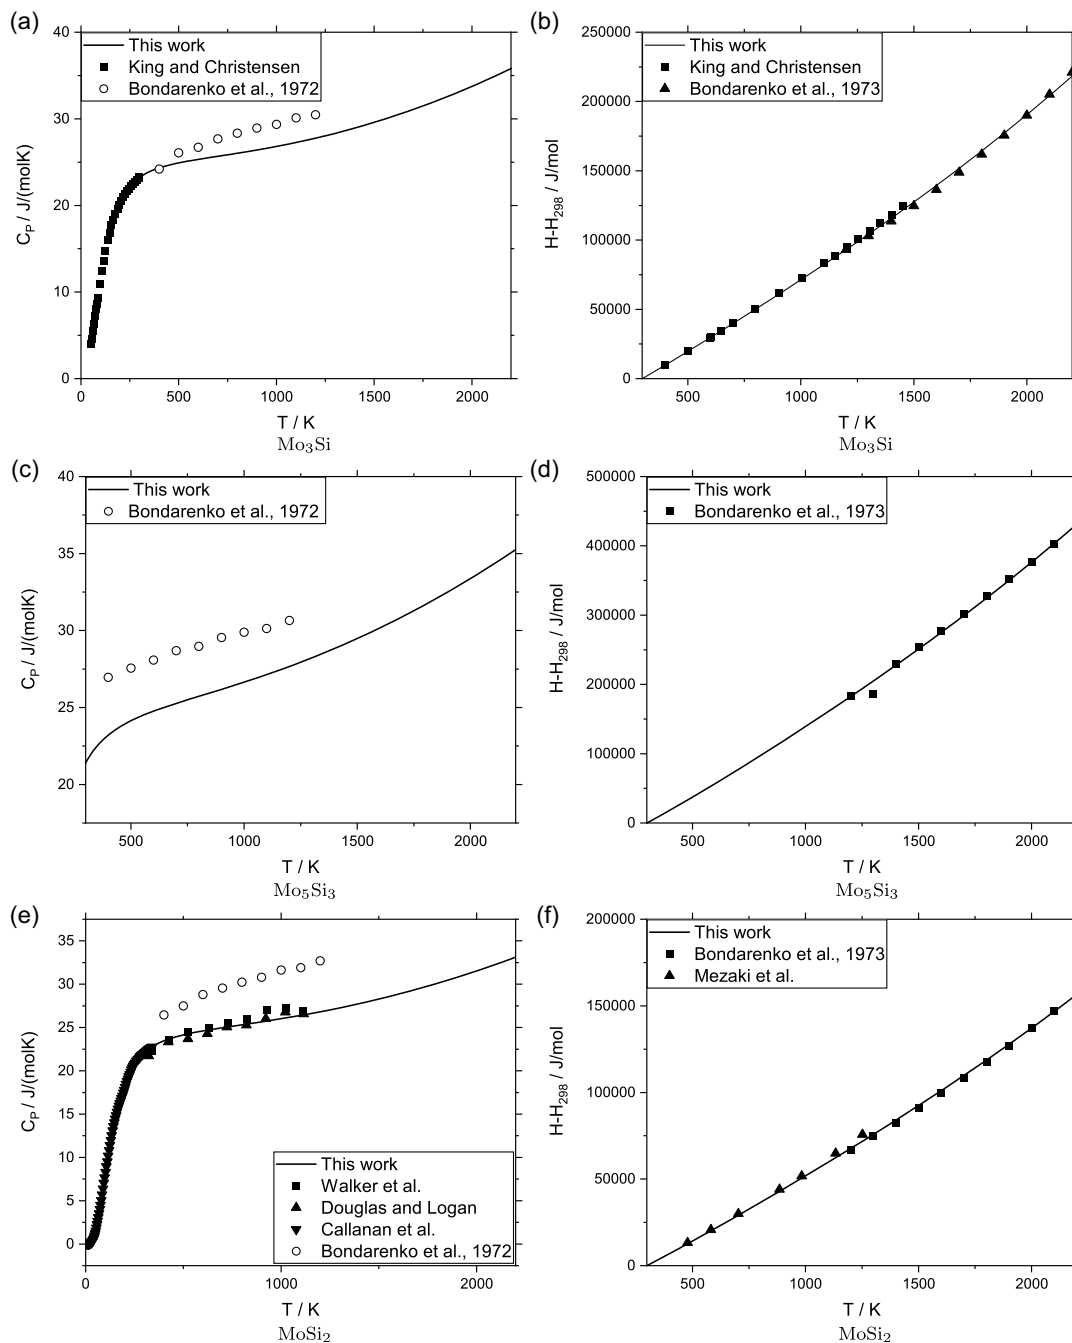 (a)
40
30
20
10
0
C_P / J/(molK)
This work
King and Christensen
Bondarenko et al., 1972
0 500 1000 1500 2000
T / K
Mo₃Si
(b)
250000
200000
150000
100000
50000
0
H-H₂₉₈ / J/mol
This work
King and Christensen
Bondarenko et al., 1973
500 1000 1500 2000
T / K
Mo₃Si
(c)
40
35
30
25
20
C_P / J/(molK)
This work
Bondarenko et al., 1972
500 1000 1500 2000
T / K
Mo₅Si₃
(d)
500000
400000
300000
200000
100000
0
H-H₂₉₈ / J/mol
This work
Bondarenko et al., 1973
500 1000 1500 2000
T / K
Mo₅Si₃
(e)
35
30
25
20
15
10
5
0
C_P / J/(molK)
This work
Walker et al.
Douglas and Logan
Callanan et al.
Bondarenko et al., 1972
0 1000 2000
T / K
MoSi₂
(f)
200000
150000
100000
50000
0
H-H₂₉₈ / J/mol
This work
Bondarenko et al., 1973
Mezaki et al.
500 1000 1500 2000
T / K
MoSi₂